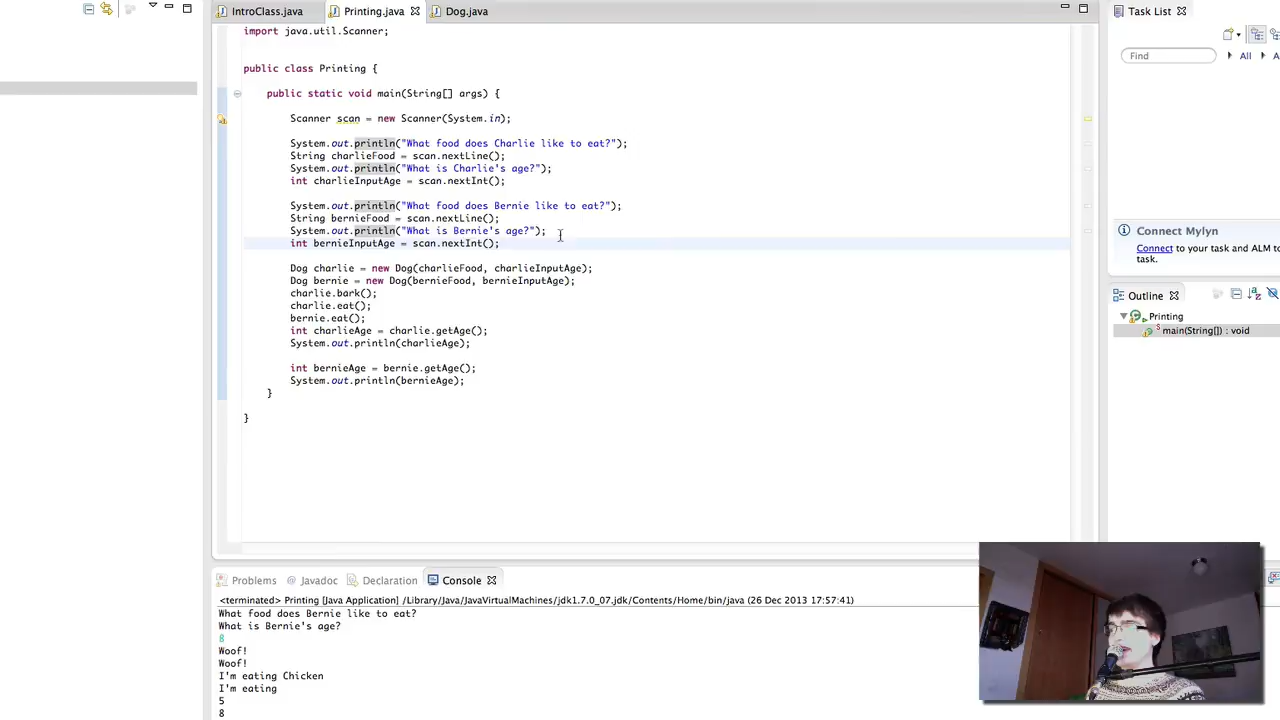 IntroClass.java
Printing.java
Dog.java
Task List
import java.util.Scanner;
Find
All
public class Printing {
public static void main(String[] args) {
Scanner scan = new Scanner(System.in);
System.out.println("What food does Charlie like to eat?");
String charlieFood = scan.nextLine();
System.out.println("What is Charlie's age?");
int charlieInputAge = scan.nextInt();
System.out.println("What food does Bernie like to eat?");
String bernieFood = scan.nextLine();
System.out.println("What is Bernie's age?");
int bernieInputAge = scan.nextInt();
Dog charlie = new Dog(charlieFood, charlieInputAge);
Dog bernie = new Dog(bernieFood, bernieInputAge);
charlie.bark();
charlie.eat();
bernie.eat();
int charlieAge = charlie.getAge();
System.out.println(charlieAge);
int bernieAge = bernie.getAge();
System.out.println(bernieAge);
}
}
Connect Mylyn
Connect to your task and ALM to
task.
Outline
Printing
main(String[]) : void
Problems
@ Javadoc
Declaration
Console
<terminated> Printing [Java Application] /Library/Java/JavaVirtualMachines/jdk1.7.0_07.jdk/Contents/Home/bin/java (26 Dec 2013 17:57:41)
What food does Bernie like to eat?
What is Bernie's age?
8
Woof!
Woof!
I'm eating Chicken
I'm eating
5
8